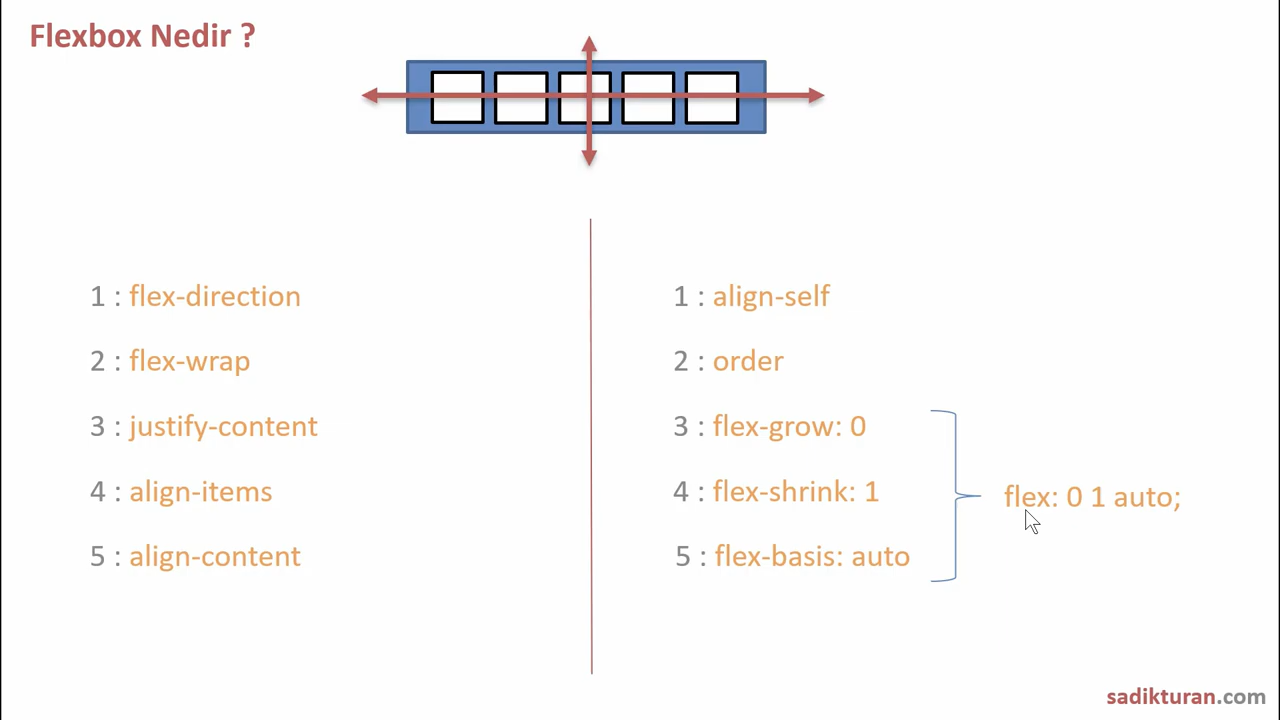 Flexbox Nedir ?
1 : flex-direction
2 : flex-wrap
3 : justify-content
4 : align-items
5 : align-content
1 : align-self
2 : order
3 : flex-grow: 0
4 : flex-shrink: 1
5 : flex-basis: auto
flex: 0 1 auto;
sadikturan.com